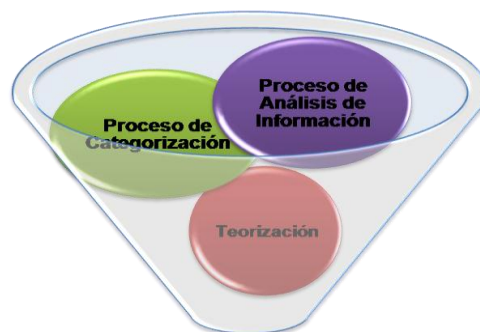 Proceso de
Análisis de
Información
Proceso de
Categorización
Teorización